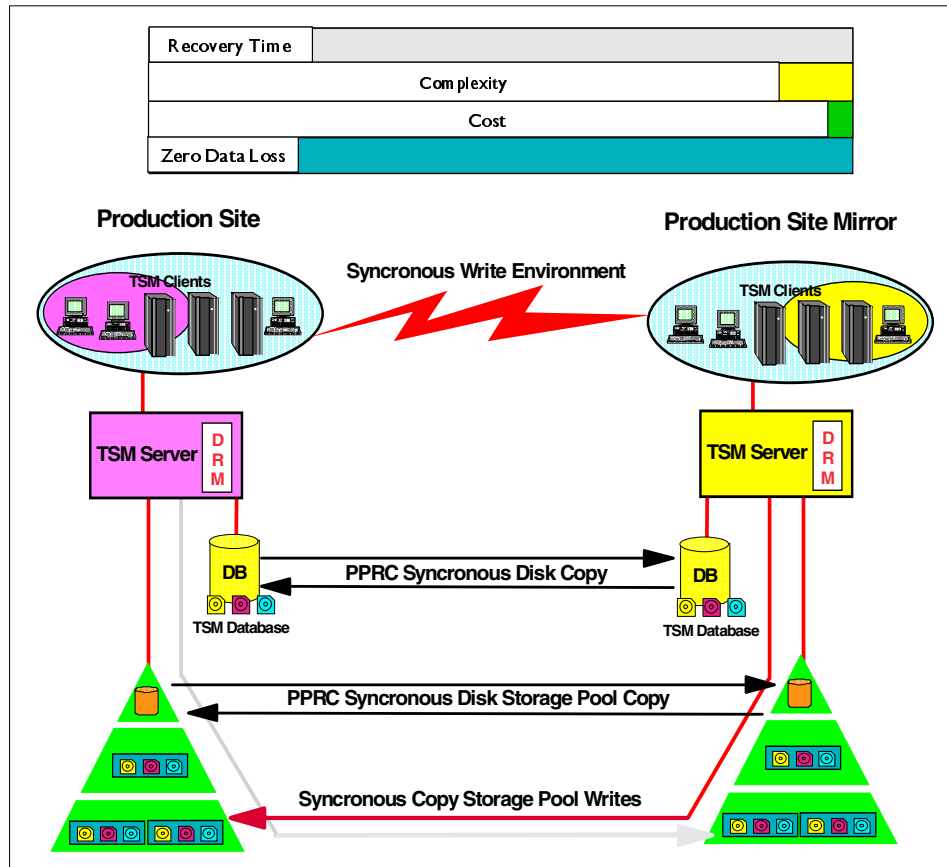 Recovery Time
Complexity
Cost
Zero Data Loss
Production Site
Production Site Mirror
Syncronous Write Environment
TSM Clients
TSM Clients
TSM Server
D
R
M
TSM Server
D
R
M
DB
PPRC Syncronous Disk Copy
DB
TSM Database
TSM Database
PPRC Syncronous Disk Storage Pool Copy
Syncronous Copy Storage Pool Writes